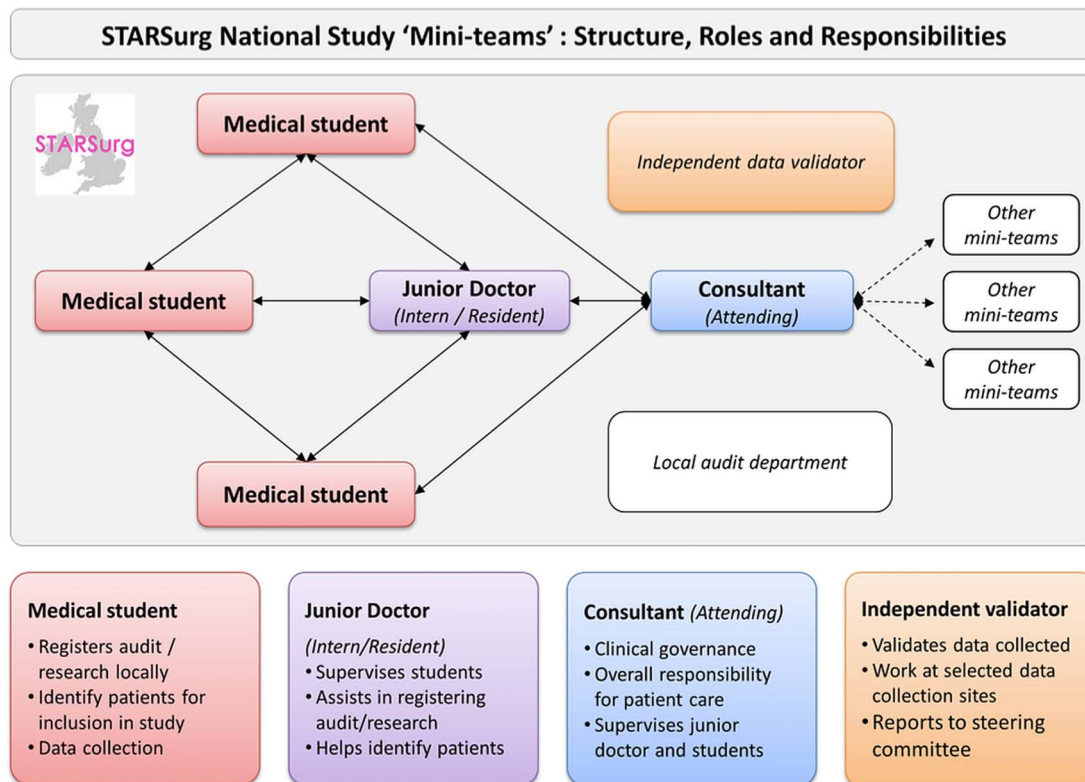 STARSurg National Study ‘Mini-teams’ : Structure, Roles and Responsibilities
STARSurg
Medical student
Independent data validator
Other
mini-teams
Medical student
Junior Doctor
(Intern / Resident)
Consultant
(Attending)
Other
mini-teams
Other
mini-teams
Local audit department
Medical student
Medical student
• Registers audit /
research locally
• Identify patients for
inclusion in study
• Data collection
Junior Doctor
(Intern/Resident)
• Supervises students
• Assists in registering
audit/research
• Helps identify patients
Consultant (Attending)
• Clinical governance
• Overall responsibility
for patient care
• Supervises junior
doctor and students
Independent validator
• Validates data collected
• Work at selected data
collection sites
• Reports to steering
committee